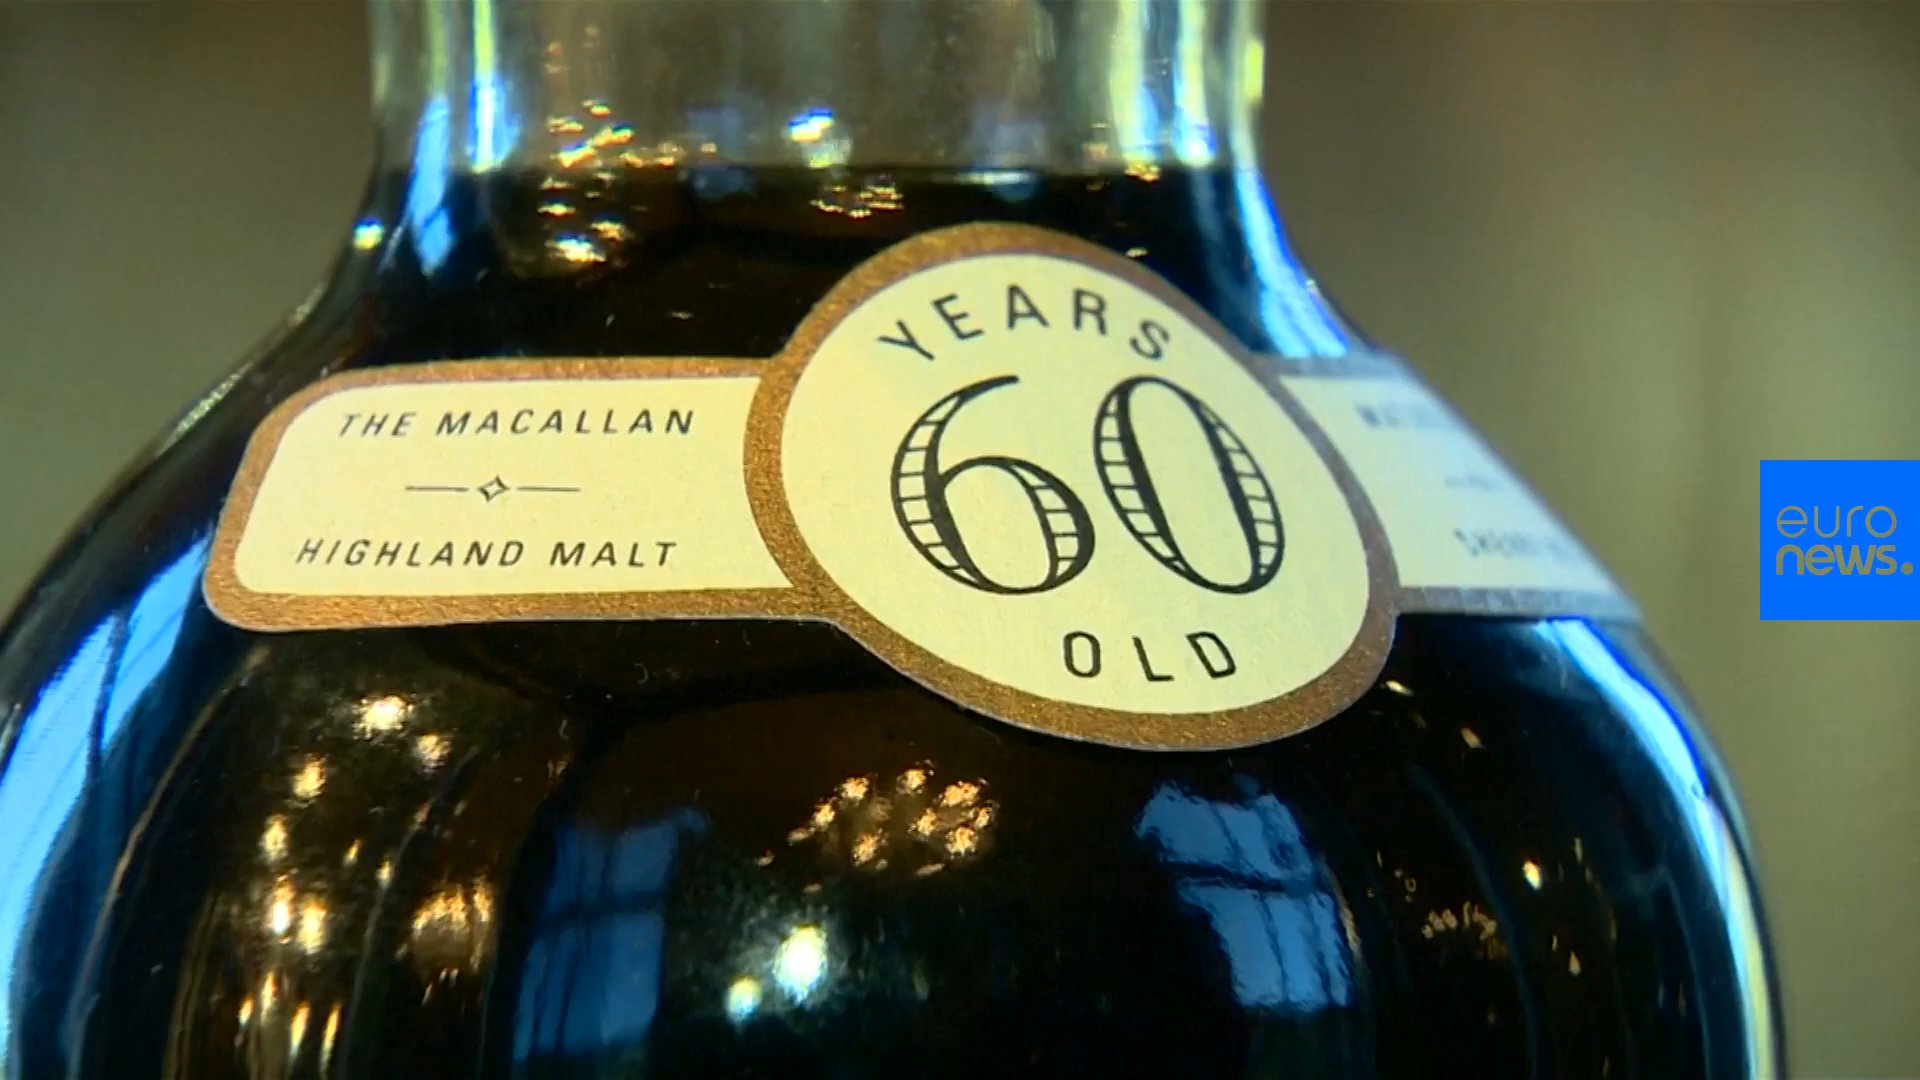 THE MACALLAN
HIGHLAND MALT
YEARS
60
OLD
euro
news.